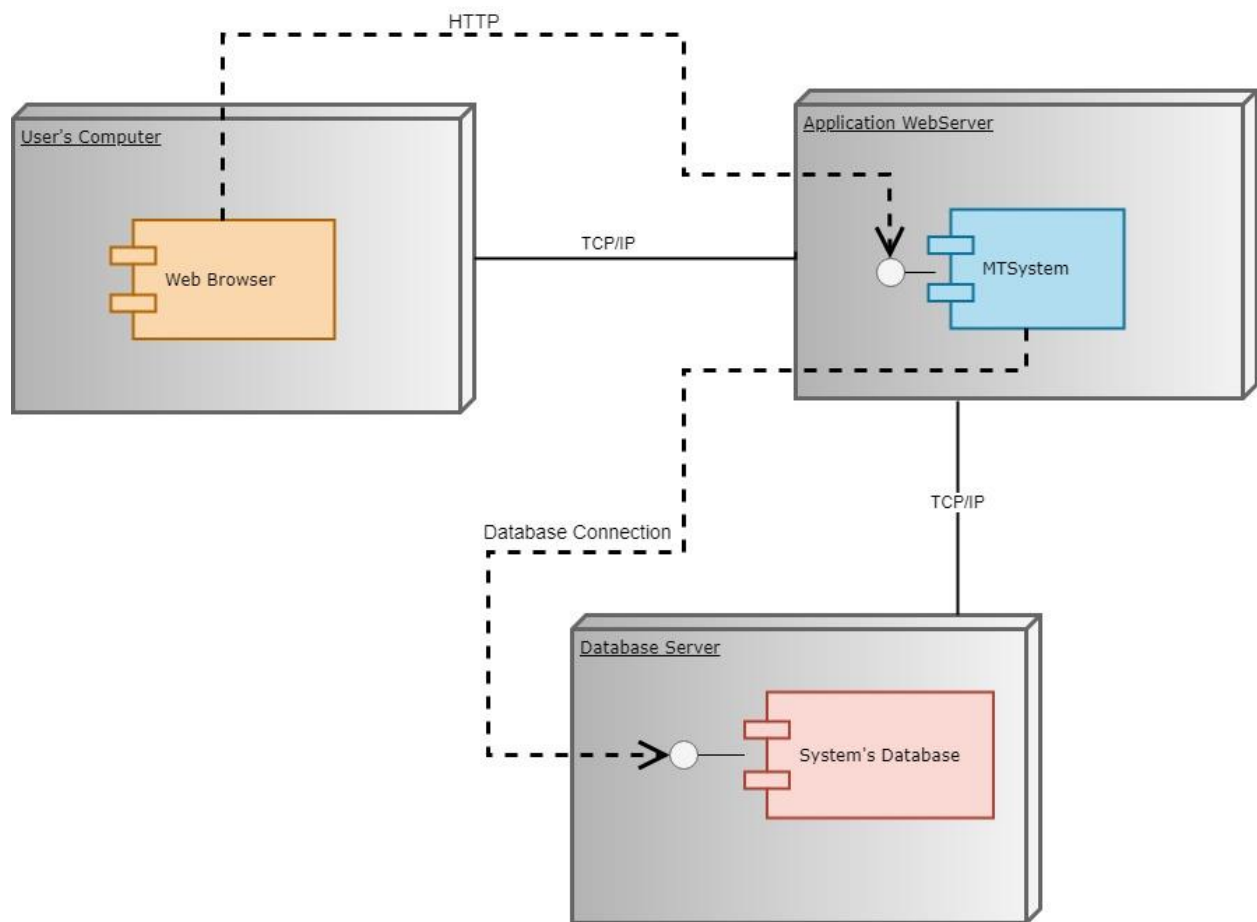 HTTP
User's Computer
Application WebServer
Web Browser
TCP/IP
MTSystem
TCP/IP
Database Connection
Database Server
System's Database